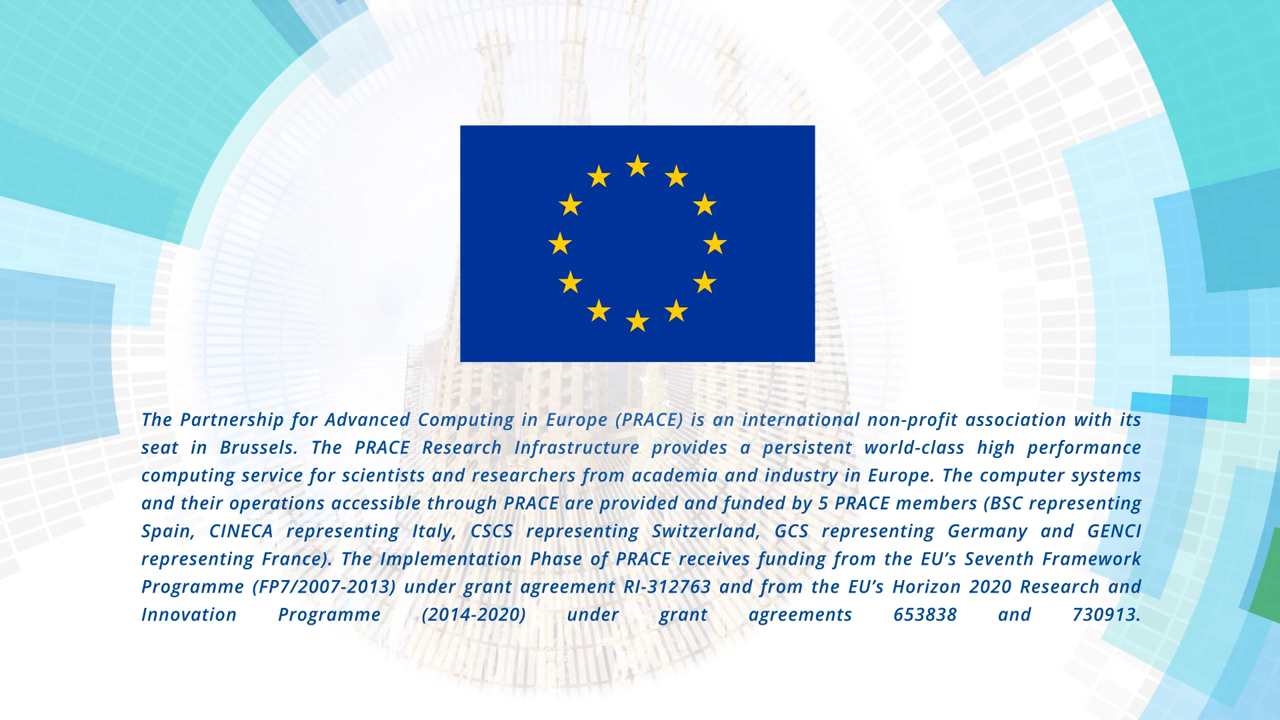 The Partnership for Advanced Computing in Europe (PRACE) is an international non-profit association with its
seat in Brussels. The PRACE Research Infrastructure provides a persistent world-class high performance
computing service for scientists and researchers from academia and industry in Europe. The computer systems
and their operations accessible through PRACE are provided and funded by 5 PRACE members (BSC representing
Spain, CINECA representing Italy, CSCS representing Switzerland, GCS representing Germany and GENCI
representing France). The Implementation Phase of PRACE receives funding from the EU’s Seventh Framework
Programme (FP7/2007-2013) under grant agreement RI-312763 and from the EU’s Horizon 2020 Research and
Innovation Programme (2014-2020) under grant agreements 653838 and 730913.